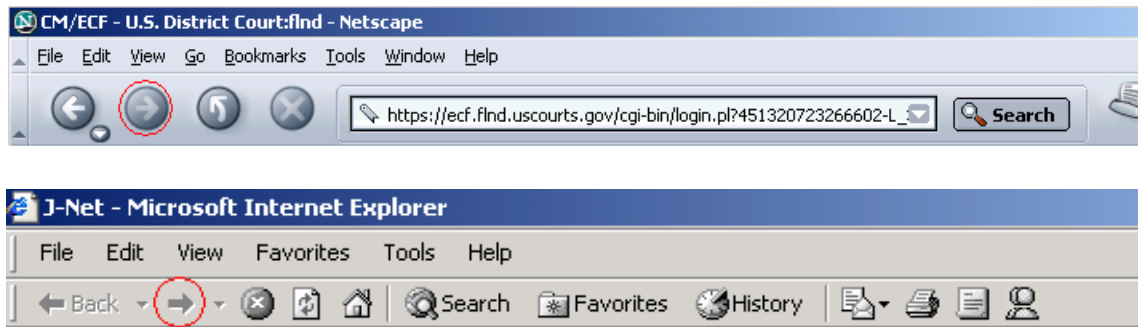 CM/ECF - U.S. District Court:flnd - Netscape
File Edit View Go Bookmarks Tools Window Help
https://ecf.flnd.uscourts.gov/cgi-bin/login.pl?451320723266602-L_ Search
J-Net - Microsoft Internet Explorer
File Edit View Favorites Tools Help
Back Search Favorites History